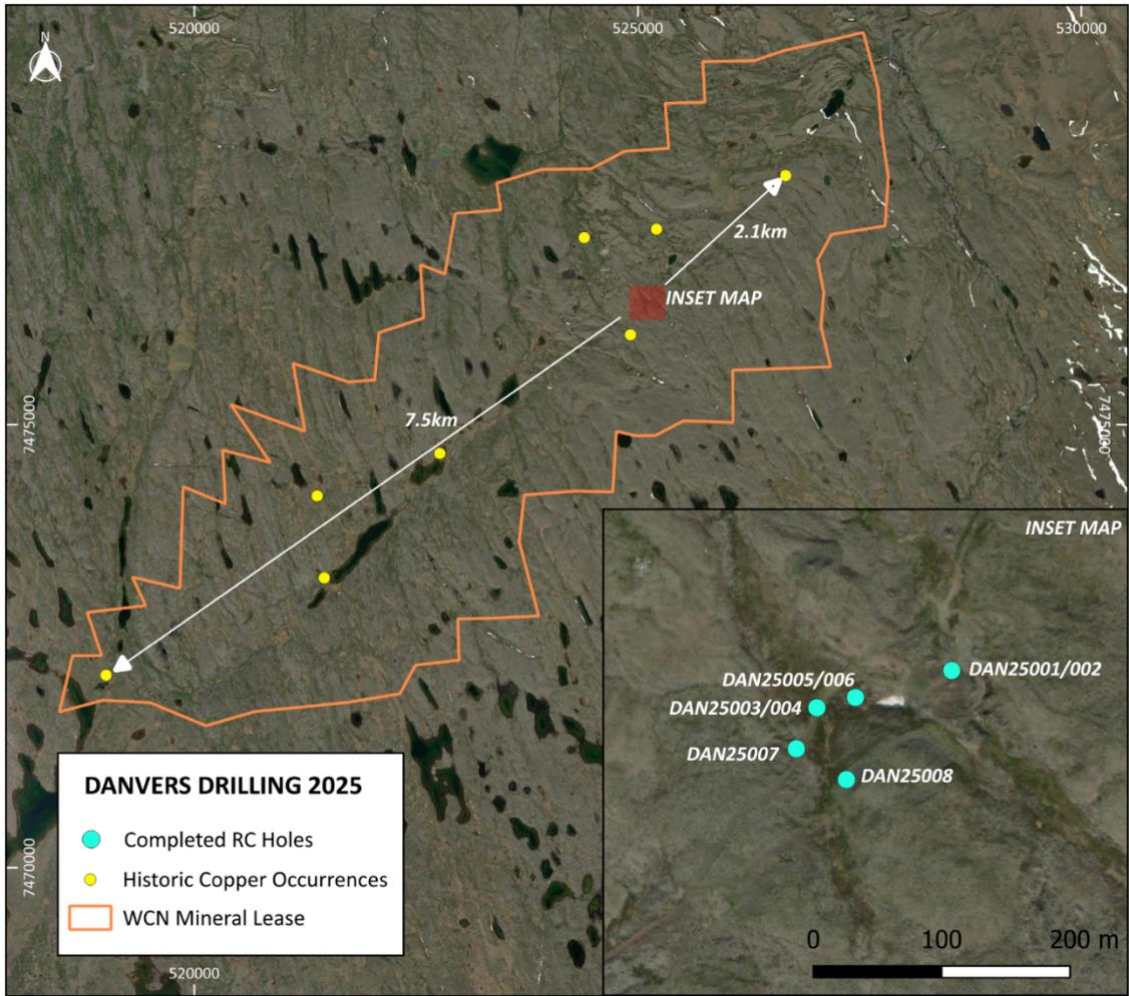 520000
525000
530000
N
2.1km
INSET MAP
7.5km
7475000
7475000
INSET MAP
DAN25001/002
DAN25005/006
DAN25003/004
DAN25007
DAN25008
DANVERS DRILLING 2025
Completed RC Holes
Historic Copper Occurrences
WCN Mineral Lease
7470000
0 100 200 m
520000